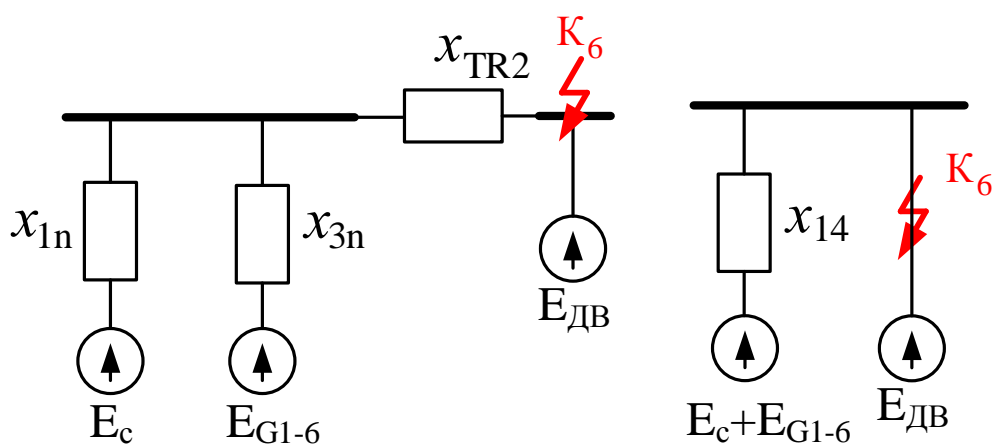 x_TR2
К_6
x_1n
x_3n
E_c
E_G1-6
E_ДВ
x_14
К_6
E_c+E_G1-6
E_ДВ